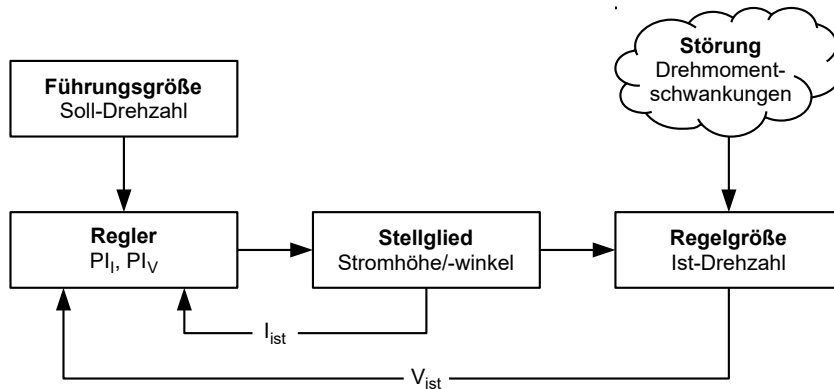 Störung
Drehmoment-
schwankungen
Führungsgröße
Soll-Drehzahl
Regler
PI_I, PI_V
Stellglied
Stromhöhe/-winkel
Regelgröße
Ist-Drehzahl
I_ist
V_ist